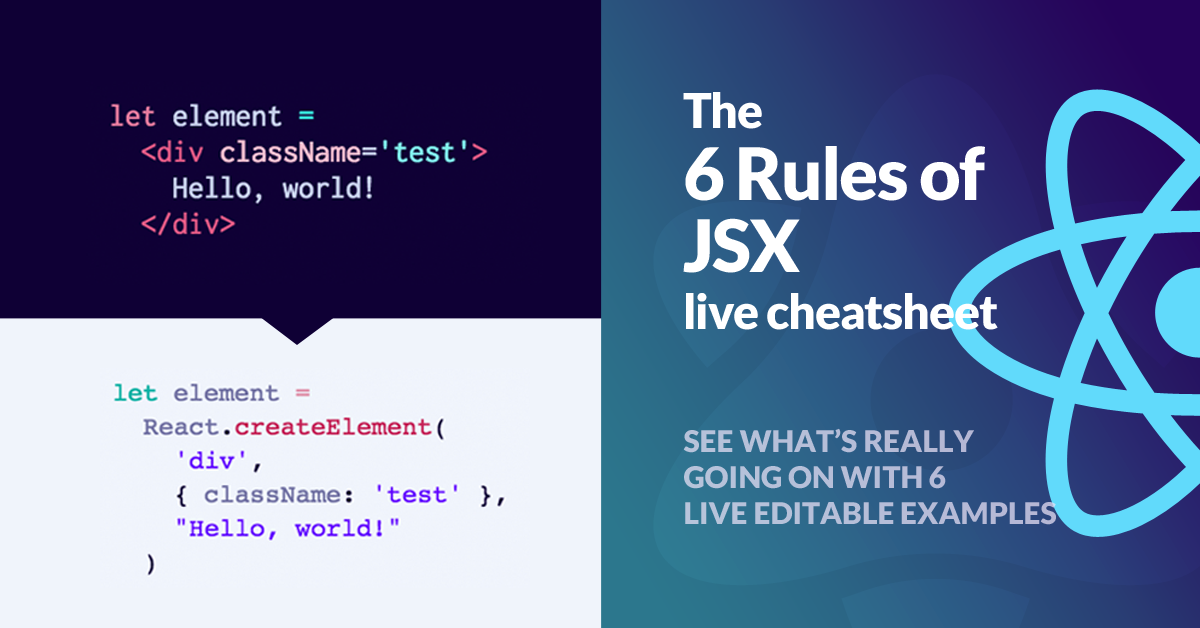 let element =
<div className='test'>
Hello, world!
</div>
let element =
React.createElement(
'div',
{ className: 'test' },
"Hello, world!"
)
The
6 Rules of
JSX
live cheatsheet
SEE WHAT'S REALLY
GOING ON WITH 6
LIVE EDITABLE EXAMPLES